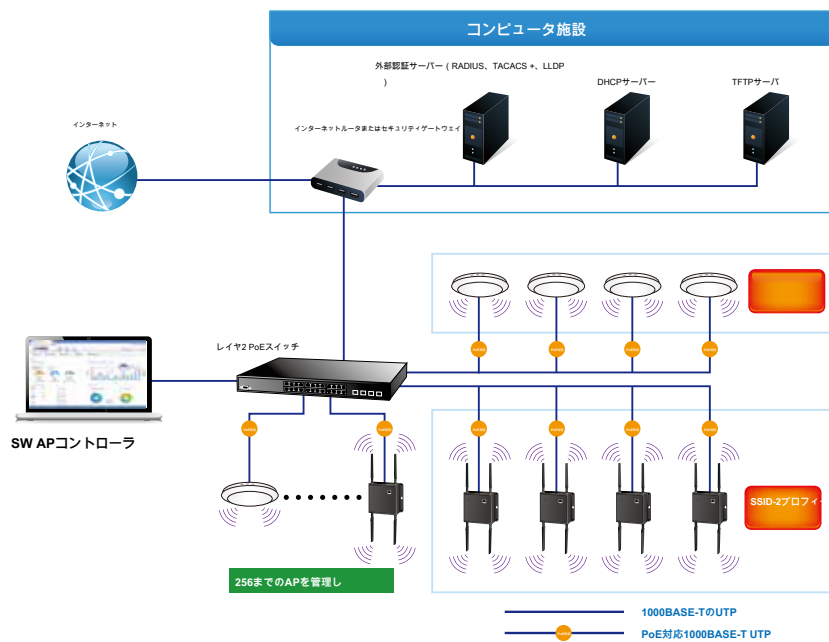 コンピュータ施設
外部認証サーバー ( RADIUS、TACACS +、LLDP
)
DHCPサーバー
TFTPサーバ
インターネット
インターネットルータまたはセキュリティゲートウェイ
レイヤ2 PoEスイッチ
SW APコントローラ
SSID-2プロフィ
256までのAPを管理し
1000BASE-TのUTP
PoE対応1000BASE-T UTP